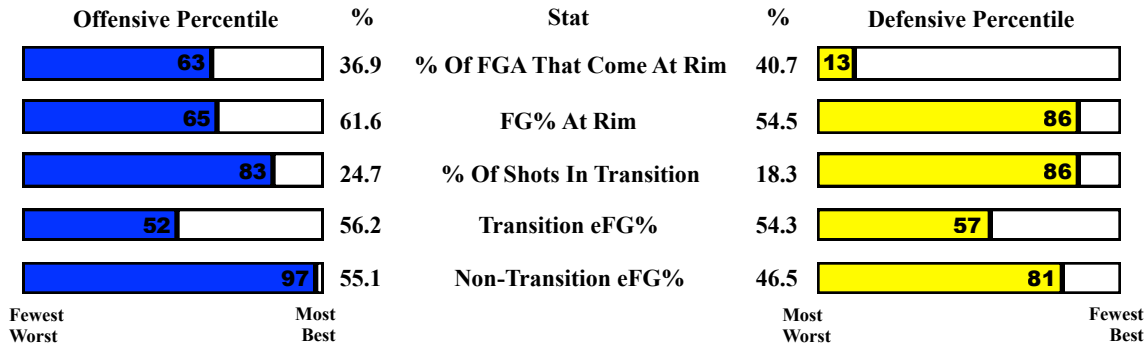 Offensive Percentile % Stat % Defensive Percentile
63 36.9 % Of FGA That Come At Rim 40.7 13
65 61.6 FG% At Rim 54.5 86
83 24.7 % Of Shots In Transition 18.3 86
52 56.2 Transition eFG% 54.3 57
97 55.1 Non-Transition eFG% 46.5 81
Fewest Most Most Fewest
Worst Best Worst Best